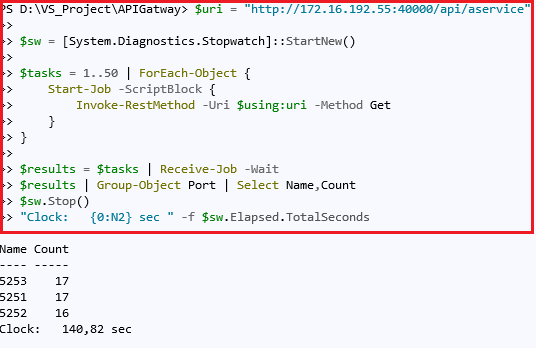 PS D:\VS_Project\APIGatway> $uri = "http://172.16.192.55:40000/api/aservice"
>>
>> $sw = [System.Diagnostics.Stopwatch]::StartNew()
>>
>> $tasks = 1..50 | ForEach-Object {
>>     Start-Job -ScriptBlock {
>>         Invoke-RestMethod -Uri $using:uri -Method Get
>>     }
>> }
>>
>> $results = $tasks | Receive-Job -Wait
>> $results | Group-Object Port | Select Name,Count
>> $sw.Stop()
>> "Clock:   {0:N2} sec " -f $sw.Elapsed.TotalSeconds
Name Count
---- -----
5253    17
5251    17
5252    16
Clock:   140,82 sec